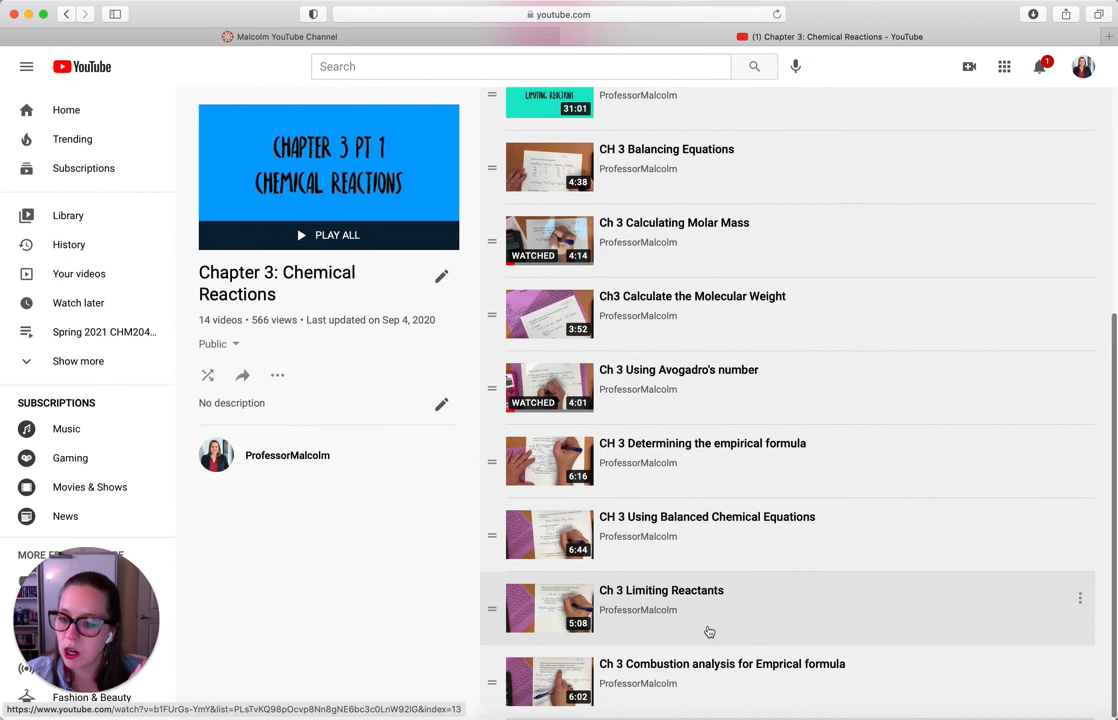 youtube.com
Malcolm YouTube Channel
(1) Chapter 3: Chemical Reactions - YouTube
YouTube
Search
1
Home
Trending
Subscriptions
Library
History
Your videos
Watch later
Spring 2021 CHM204...
Show more
SUBSCRIPTIONS
Music
Gaming
Movies & Shows
News
MORE F
Fashion & Beauty
CHAPTER 3 PT 1
CHEMICAL REACTIONS
PLAY ALL
Chapter 3: Chemical
Reactions
14 videos • 566 views • Last updated on Sep 4, 2020
Public
No description
ProfessorMalcolm
LIMITING REACTIONS
31:01
ProfessorMalcolm
4:38
CH 3 Balancing Equations
ProfessorMalcolm
WATCHED 4:14
Ch 3 Calculating Molar Mass
ProfessorMalcolm
3:52
Ch3 Calculate the Molecular Weight
ProfessorMalcolm
WATCHED 4:01
Ch 3 Using Avogadro's number
ProfessorMalcolm
6:16
CH 3 Determining the empirical formula
ProfessorMalcolm
6:44
CH 3 Using Balanced Chemical Equations
ProfessorMalcolm
5:08
Ch 3 Limiting Reactants
ProfessorMalcolm
6:02
Ch 3 Combustion analysis for Emprical formula
ProfessorMalcolm
https://www.youtube.com/watch?v=b1FUrGs-YmY&list=PLsTvKQ98pOcvp8Nn8gNE6bc3c0LnW92lG&index=13